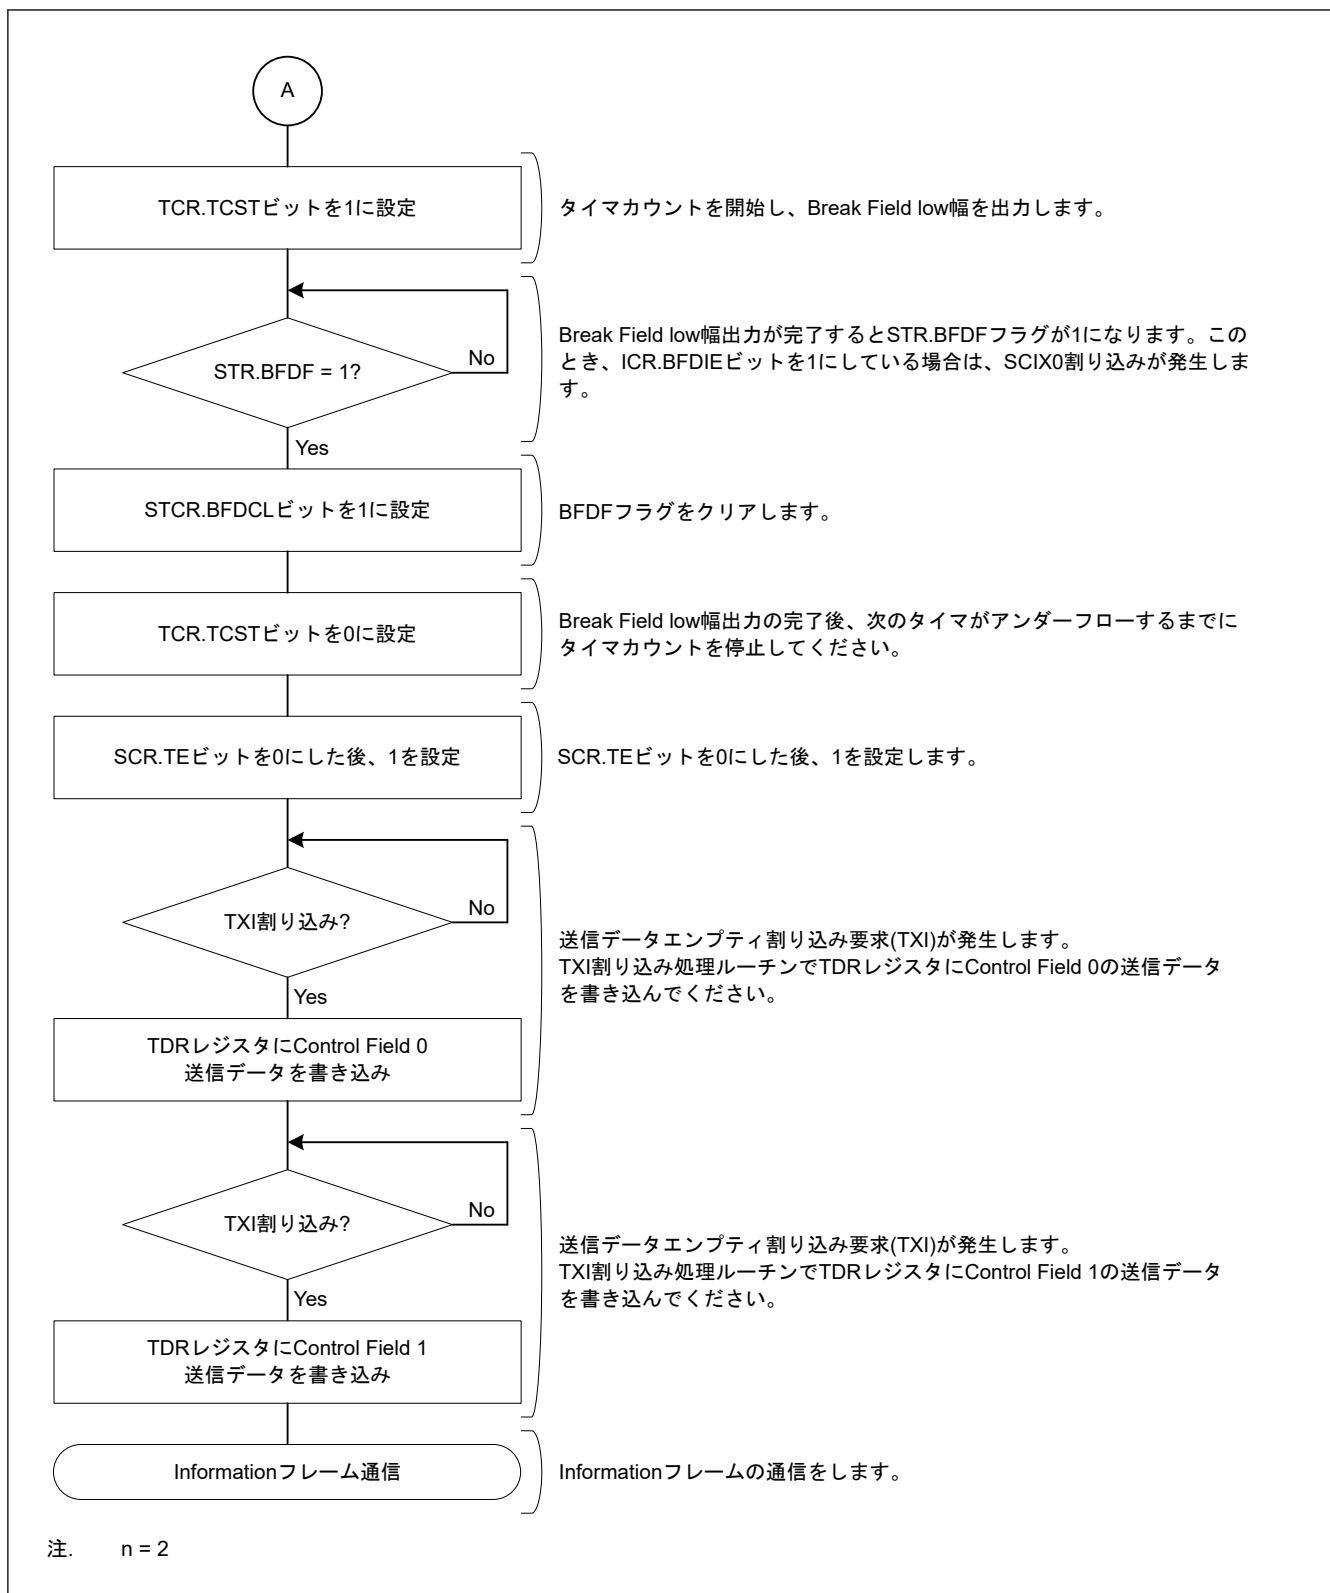 A
TCR.TCSTビットを1に設定
タイマカウントを開始し、Break Field low幅を出力します。
STR.BFDF = 1?
No
Yes
Break Field low幅出力が完了するとSTR.BFDFフラグが1になります。この
とき、ICR.BFDIEビットを1にしている場合は、SCIX0割り込みが発生しま
す。
STCR.BFDCLビットを1に設定
BFDFフラグをクリアします。
TCR.TCSTビットを0に設定
Break Field low幅出力の完了後、次のタイマがアンダーフローするまでに
タイマカウントを停止してください。
SCR.TEビットを0にした後、1を設定
SCR.TEビットを0にした後、1を設定します。
TXI割り込み?
No
Yes
送信データエンプティ割り込み要求(TXI)が発生します。
TXI割り込み処理ルーチンでTDRレジスタにControl Field 0の送信データ
を書き込んでください。
TDRレジスタにControl Field 0
送信データを書き込み
TXI割り込み?
No
Yes
送信データエンプティ割り込み要求(TXI)が発生します。
TXI割り込み処理ルーチンでTDRレジスタにControl Field 1の送信データ
を書き込んでください。
TDRレジスタにControl Field 1
送信データを書き込み
Informationフレーム通信
Informationフレームの通信をします。
注. n = 2